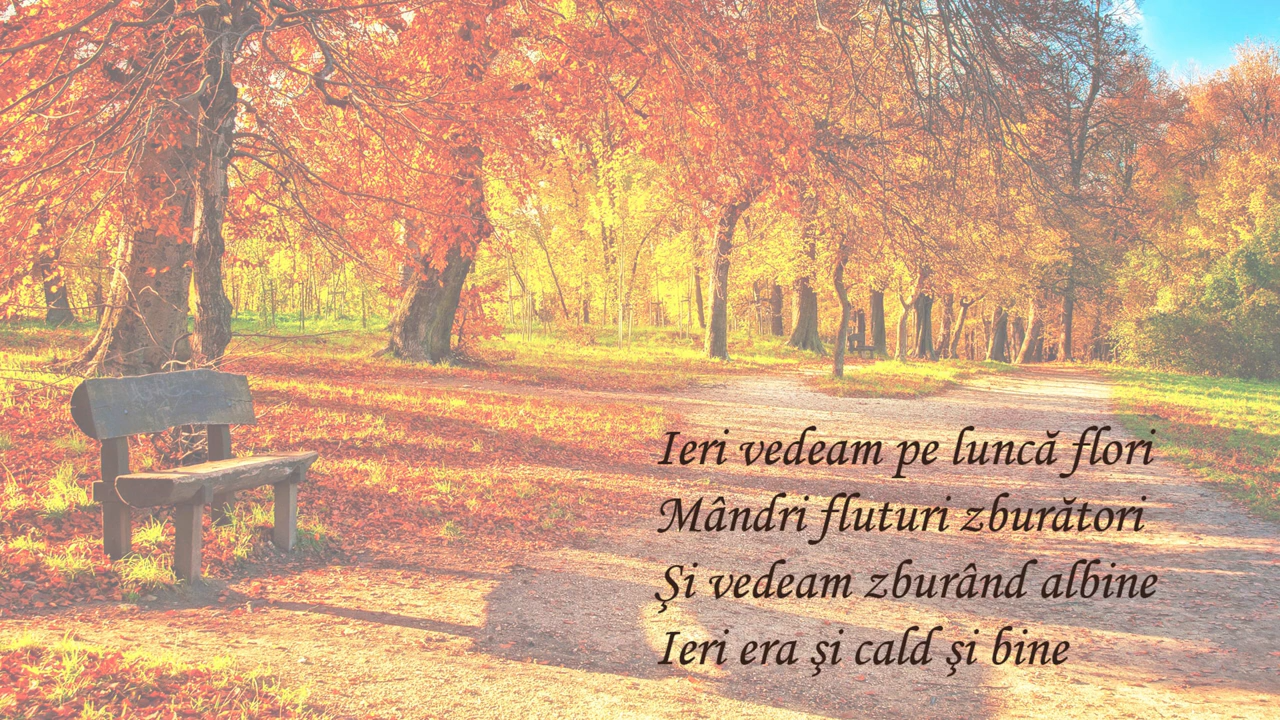 Ieri vedeam pe luncă flori
Mândri fluturi zburători
Şi vedeam zburând albine
Ieri era şi cald şi bine